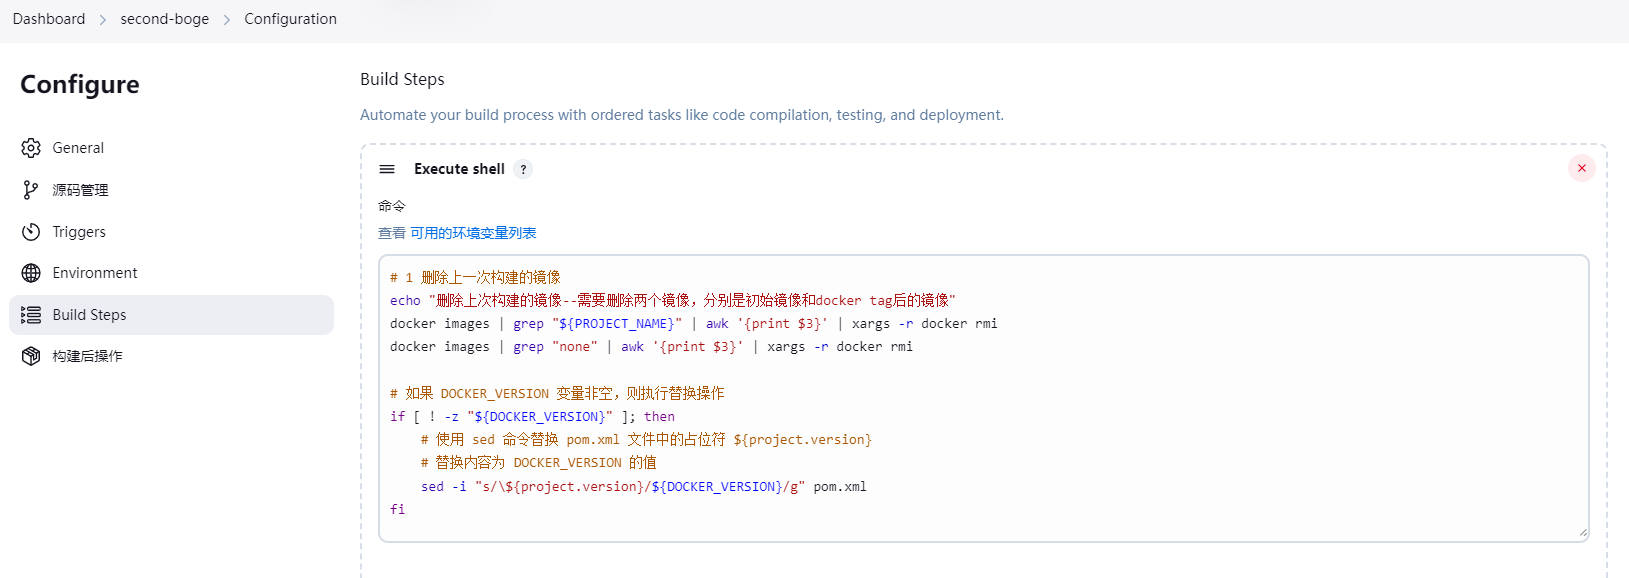 Dashboard > second-boge > Configuration
Configure
General
源码管理
Triggers
Environment
Build Steps
构建后操作
Build Steps
Automate your build process with ordered tasks like code compilation, testing, and deployment.
Execute shell ?
命令
查看 可用的环境变量列表
# 1 删除上一次构建的镜像
echo "删除上次构建的镜像--需要删除两个镜像，分别是初始镜像和docker tag后的镜像"
docker images | grep "${PROJECT_NAME}" | awk '{print $3}' | xargs -r docker rmi
docker images | grep "none" | awk '{print $3}' | xargs -r docker rmi
# 如果 DOCKER_VERSION 变量非空，则执行替换操作
if [ ! -z "${DOCKER_VERSION}" ]; then
# 使用 sed 命令替换 pom.xml 文件中的占位符 ${project.version}
# 替换内容为 DOCKER_VERSION 的值
sed -i "s/\${project.version}/${DOCKER_VERSION}/g" pom.xml
fi